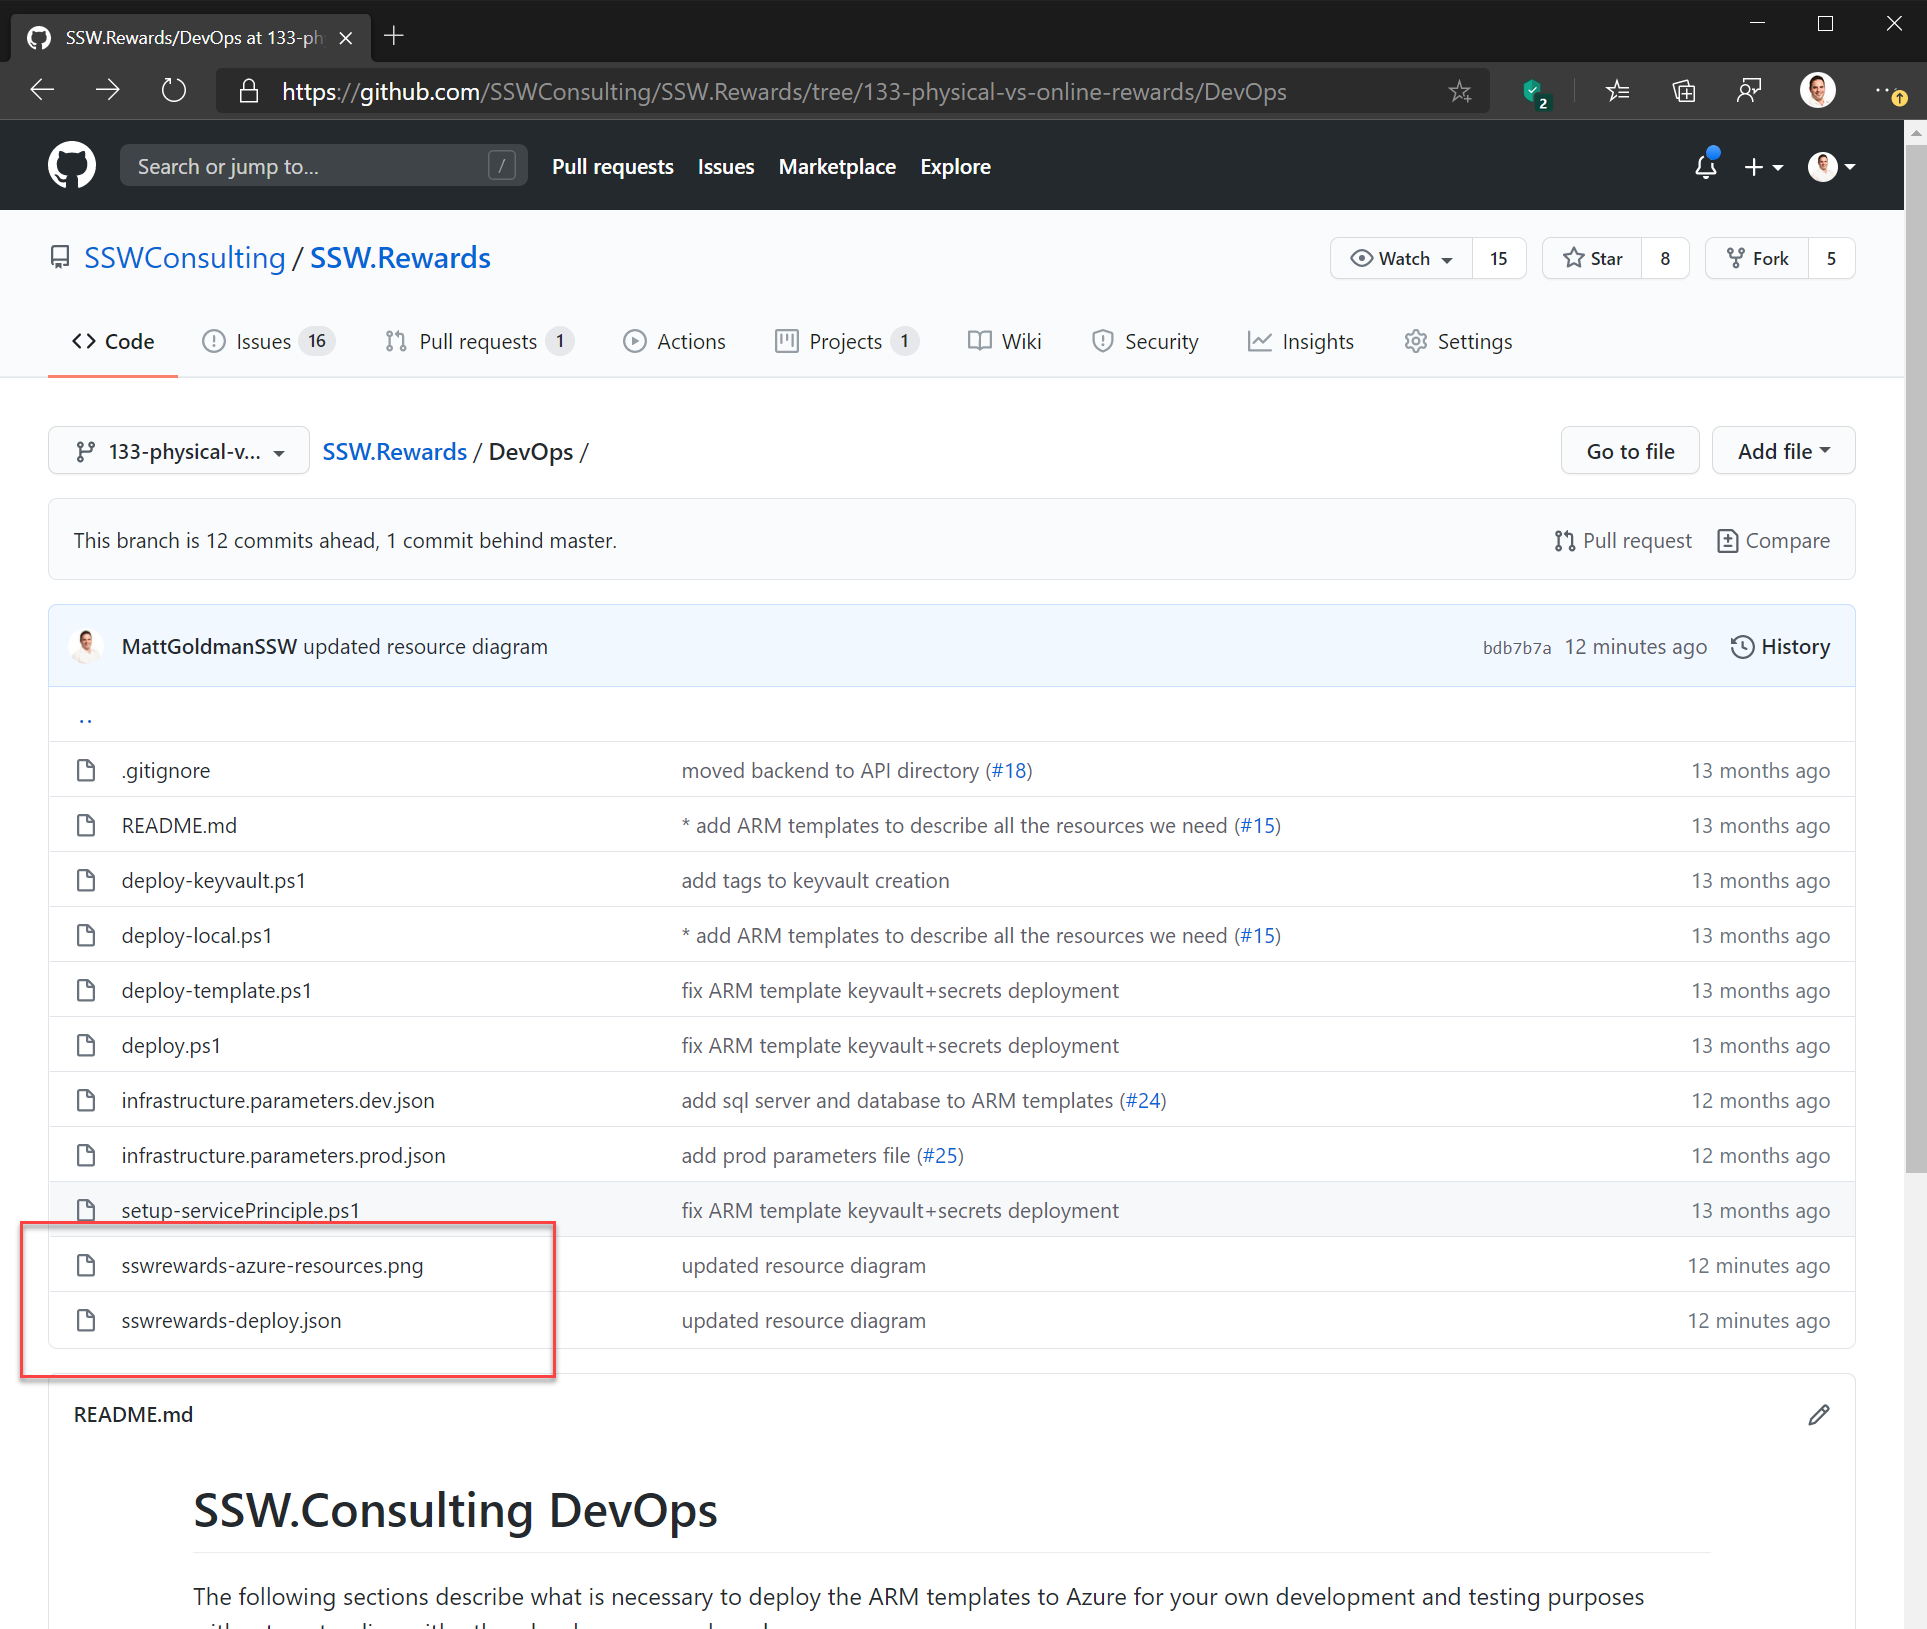 SSW.Rewards/DevOps at 133-ph
https://github.com/SSWConsulting/SSW.Rewards/tree/133-physical-vs-online-rewards/DevOps
2
Search or jump to... /
Pull requests Issues Marketplace Explore
SSWConsulting / SSW.Rewards
Watch 15 Star 8 Fork 5
Code Issues 16 Pull requests 1 Actions Projects 1 Wiki Security Insights Settings
133-physical-v... SSW.Rewards / DevOps / Go to file Add file
This branch is 12 commits ahead, 1 commit behind master. Pull request Compare
MattGoldmanSSW updated resource diagram bdb7b7a 12 minutes ago History
..
.gitignore moved backend to API directory (#18) 13 months ago
README.md * add ARM templates to describe all the resources we need (#15) 13 months ago
deploy-keyvault.ps1 add tags to keyvault creation 13 months ago
deploy-local.ps1 * add ARM templates to describe all the resources we need (#15) 13 months ago
deploy-template.ps1 fix ARM template keyvault+secrets deployment 13 months ago
deploy.ps1 fix ARM template keyvault+secrets deployment 13 months ago
infrastructure.parameters.dev.json add sql server and database to ARM templates (#24) 12 months ago
infrastructure.parameters.prod.json add prod parameters file (#25) 12 months ago
setup-servicePrinciple.ps1 fix ARM template keyvault+secrets deployment 13 months ago
sswrewards-azure-resources.png updated resource diagram 12 minutes ago
sswrewards-deploy.json updated resource diagram 12 minutes ago
README.md
SSW.Consulting DevOps
The following sections describe what is necessary to deploy the ARM templates to Azure for your own development and testing purposes